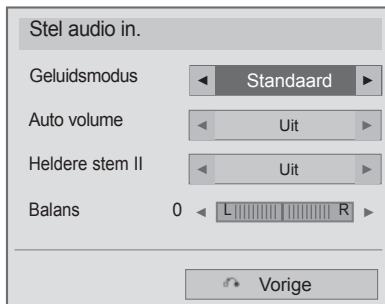 Stel audio in.
Geluidsmodus ◄ Standaard ►
Auto volume ◄ Uit ►
Heldere stem II ◄ Uit ►
Balans 0 ◄ L R ►
Vorige